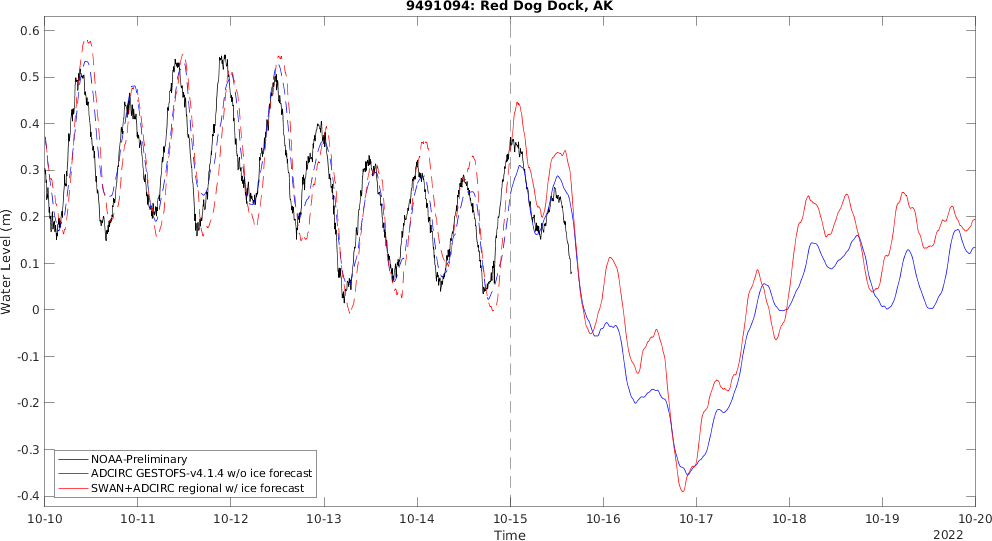 9491094: Red Dog Dock, AK
Water Level (m)
0.6
0.5
0.4
0.3
0.2
0.1
0
-0.1
-0.2
-0.3
-0.4
NOAA-Preliminary
ADCIRC GESTOFS-v4.1.4 w/o ice forecast
SWAN+ADCIRC regional w/ ice forecast
10-10 10-11 10-12 10-13 10-14 10-15 10-16 10-17 10-18 10-19 10-20
Time
2022